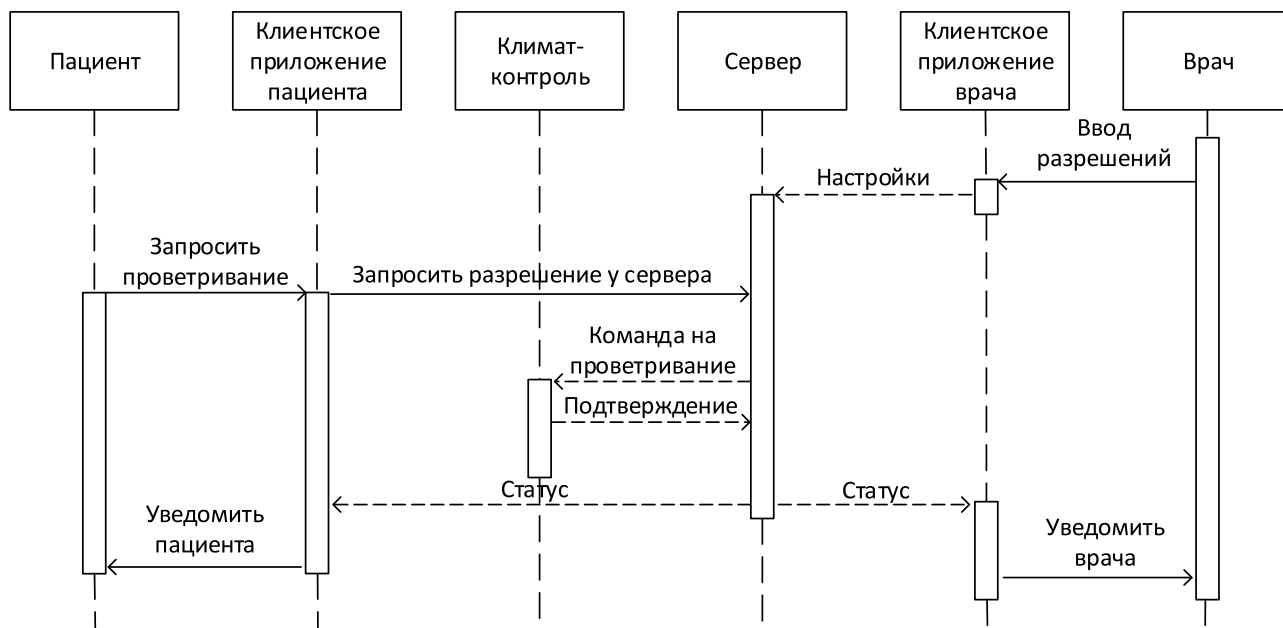 Пациент
Клиентское
приложение
пациента
Климат-
контроль
Сервер
Клиентское
приложение
врача
Врач
Ввод
разрешений
Настройки
Запросить
проветривание
Запросить разрешение у сервера
Команда на
проветривание
Подтверждение
Статус
Статус
Уведомить
пациента
Уведомить
врача